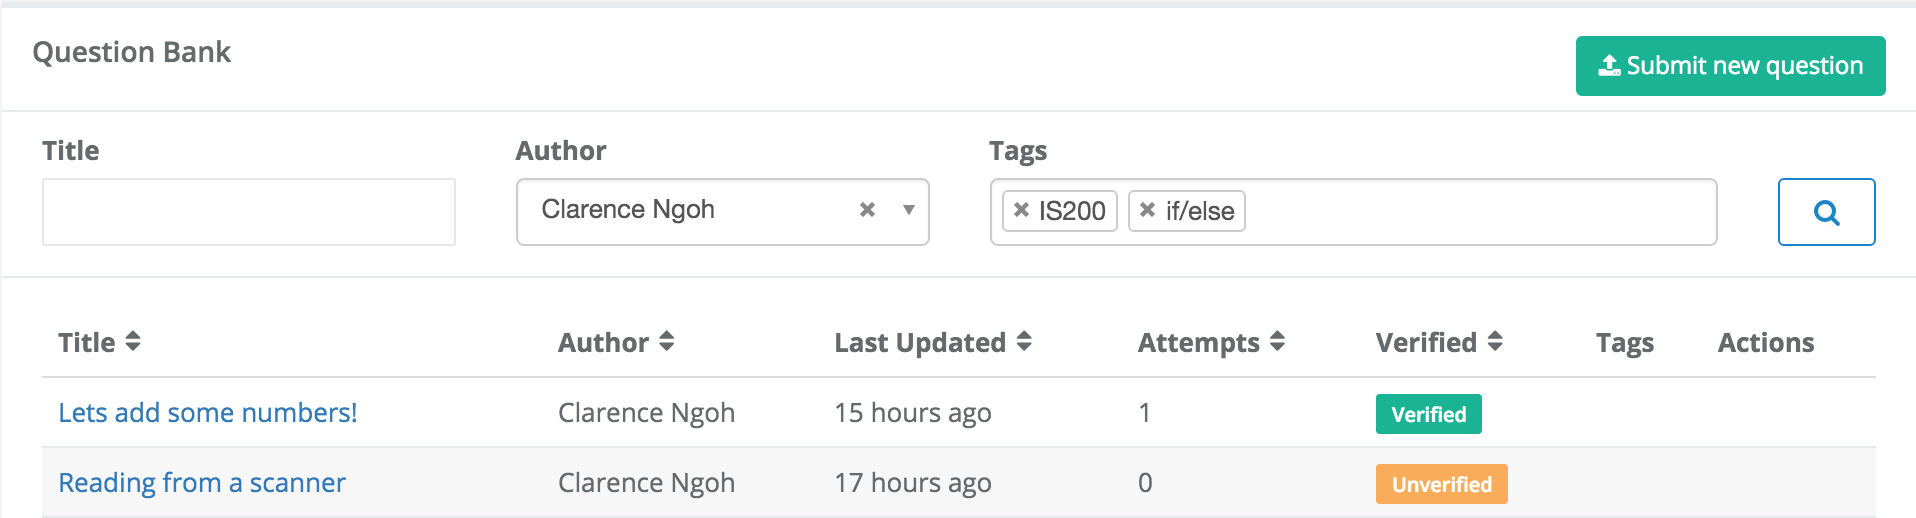 Question Bank
Submit new question
Title Author Tags
Clarence Ngoh × ▼ × IS200 × if/else
Title Author Last Updated Attempts Verified Tags Actions
Lets add some numbers! Clarence Ngoh 15 hours ago 1 Verified
Reading from a scanner Clarence Ngoh 17 hours ago 0 Unverified